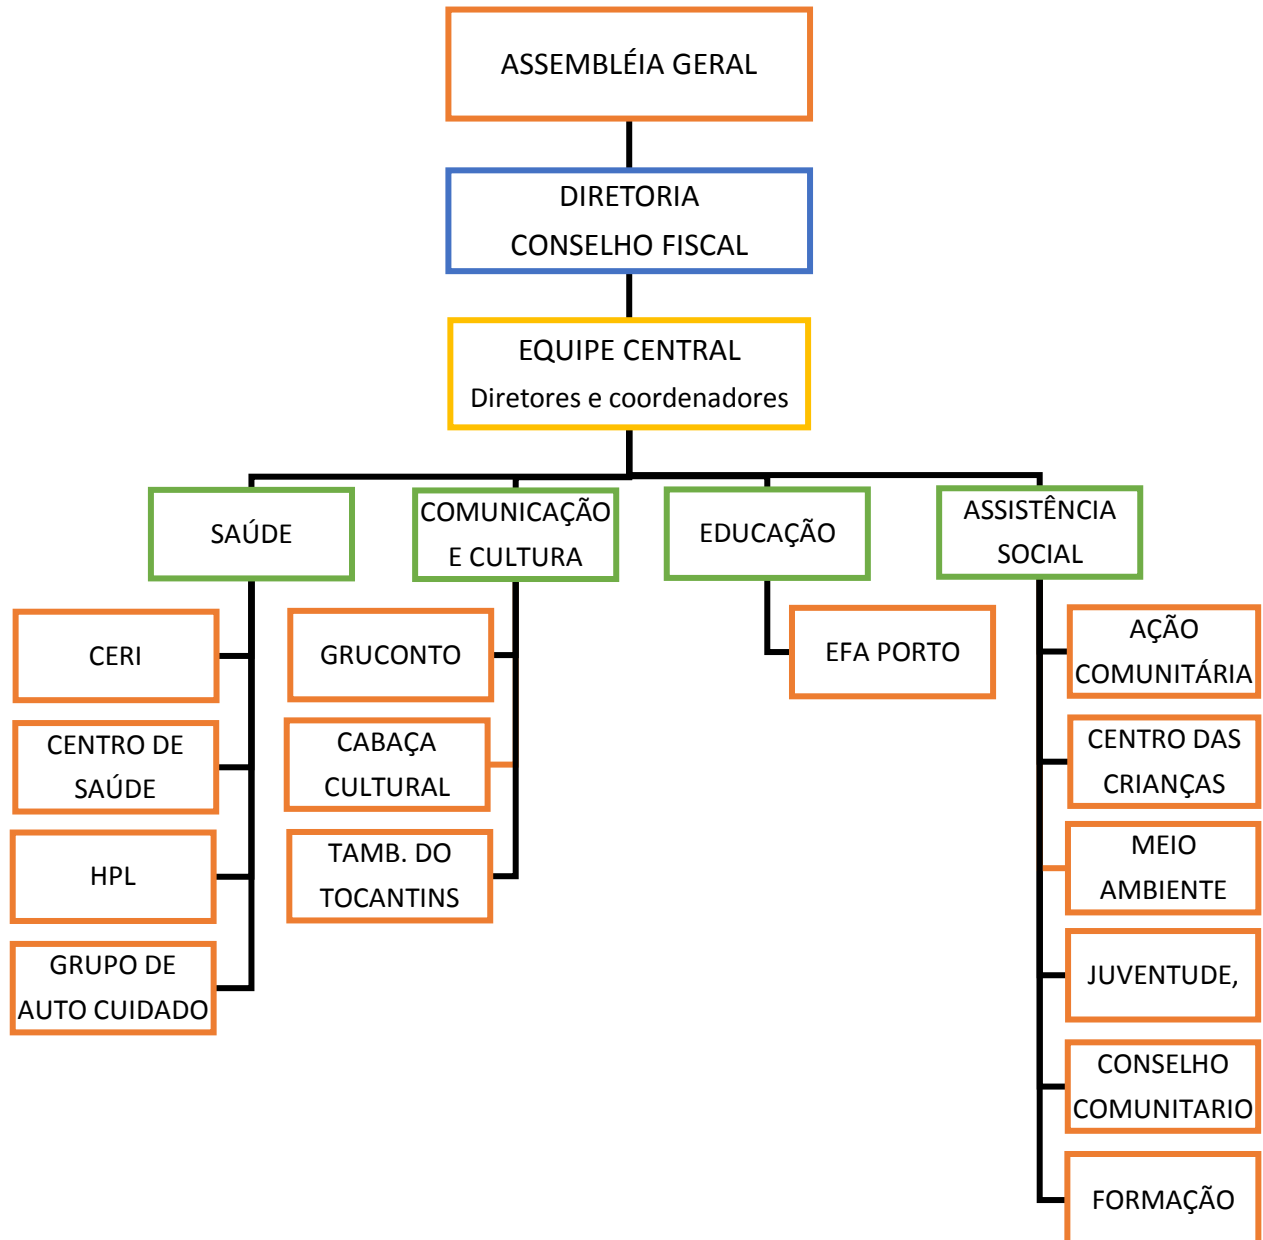 ASSEMBLÉIA GERAL
DIRETORIA
CONSELHO FISCAL
EQUIPE CENTRAL
Diretores e coordenadores
SAÚDE
COMUNICAÇÃO
E CULTURA
EDUCAÇÃO
ASSISTÊNCIA
SOCIAL
CERI
CENTRO DE
SAÚDE
HPL
GRUPO DE
AUTO CUIDADO
GRUCONTO
CABAÇA
CULTURAL
TAMB. DO
TOCANTINS
EFA PORTO
AÇÃO
COMUNITÁRIA
CENTRO DAS
CRIANÇAS
MEIO
AMBIENTE
JUVENTUDE,
CONSELHO
COMUNITARIO
FORMAÇÃO